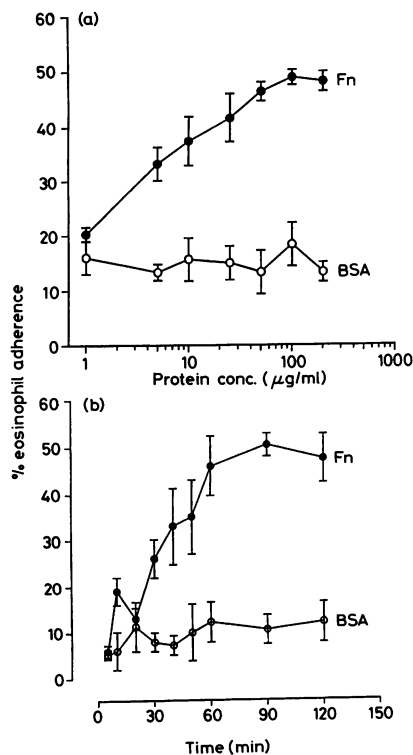 (a)
60
50
40
30
20
10
0
Fn
BSA
1 10 100 1000
Protein conc. (μg/ml)
% eosinophil adherence
(b)
60
50
40
30
20
10
0
Fn
BSA
0 30 60 90 120 150
Time (min)